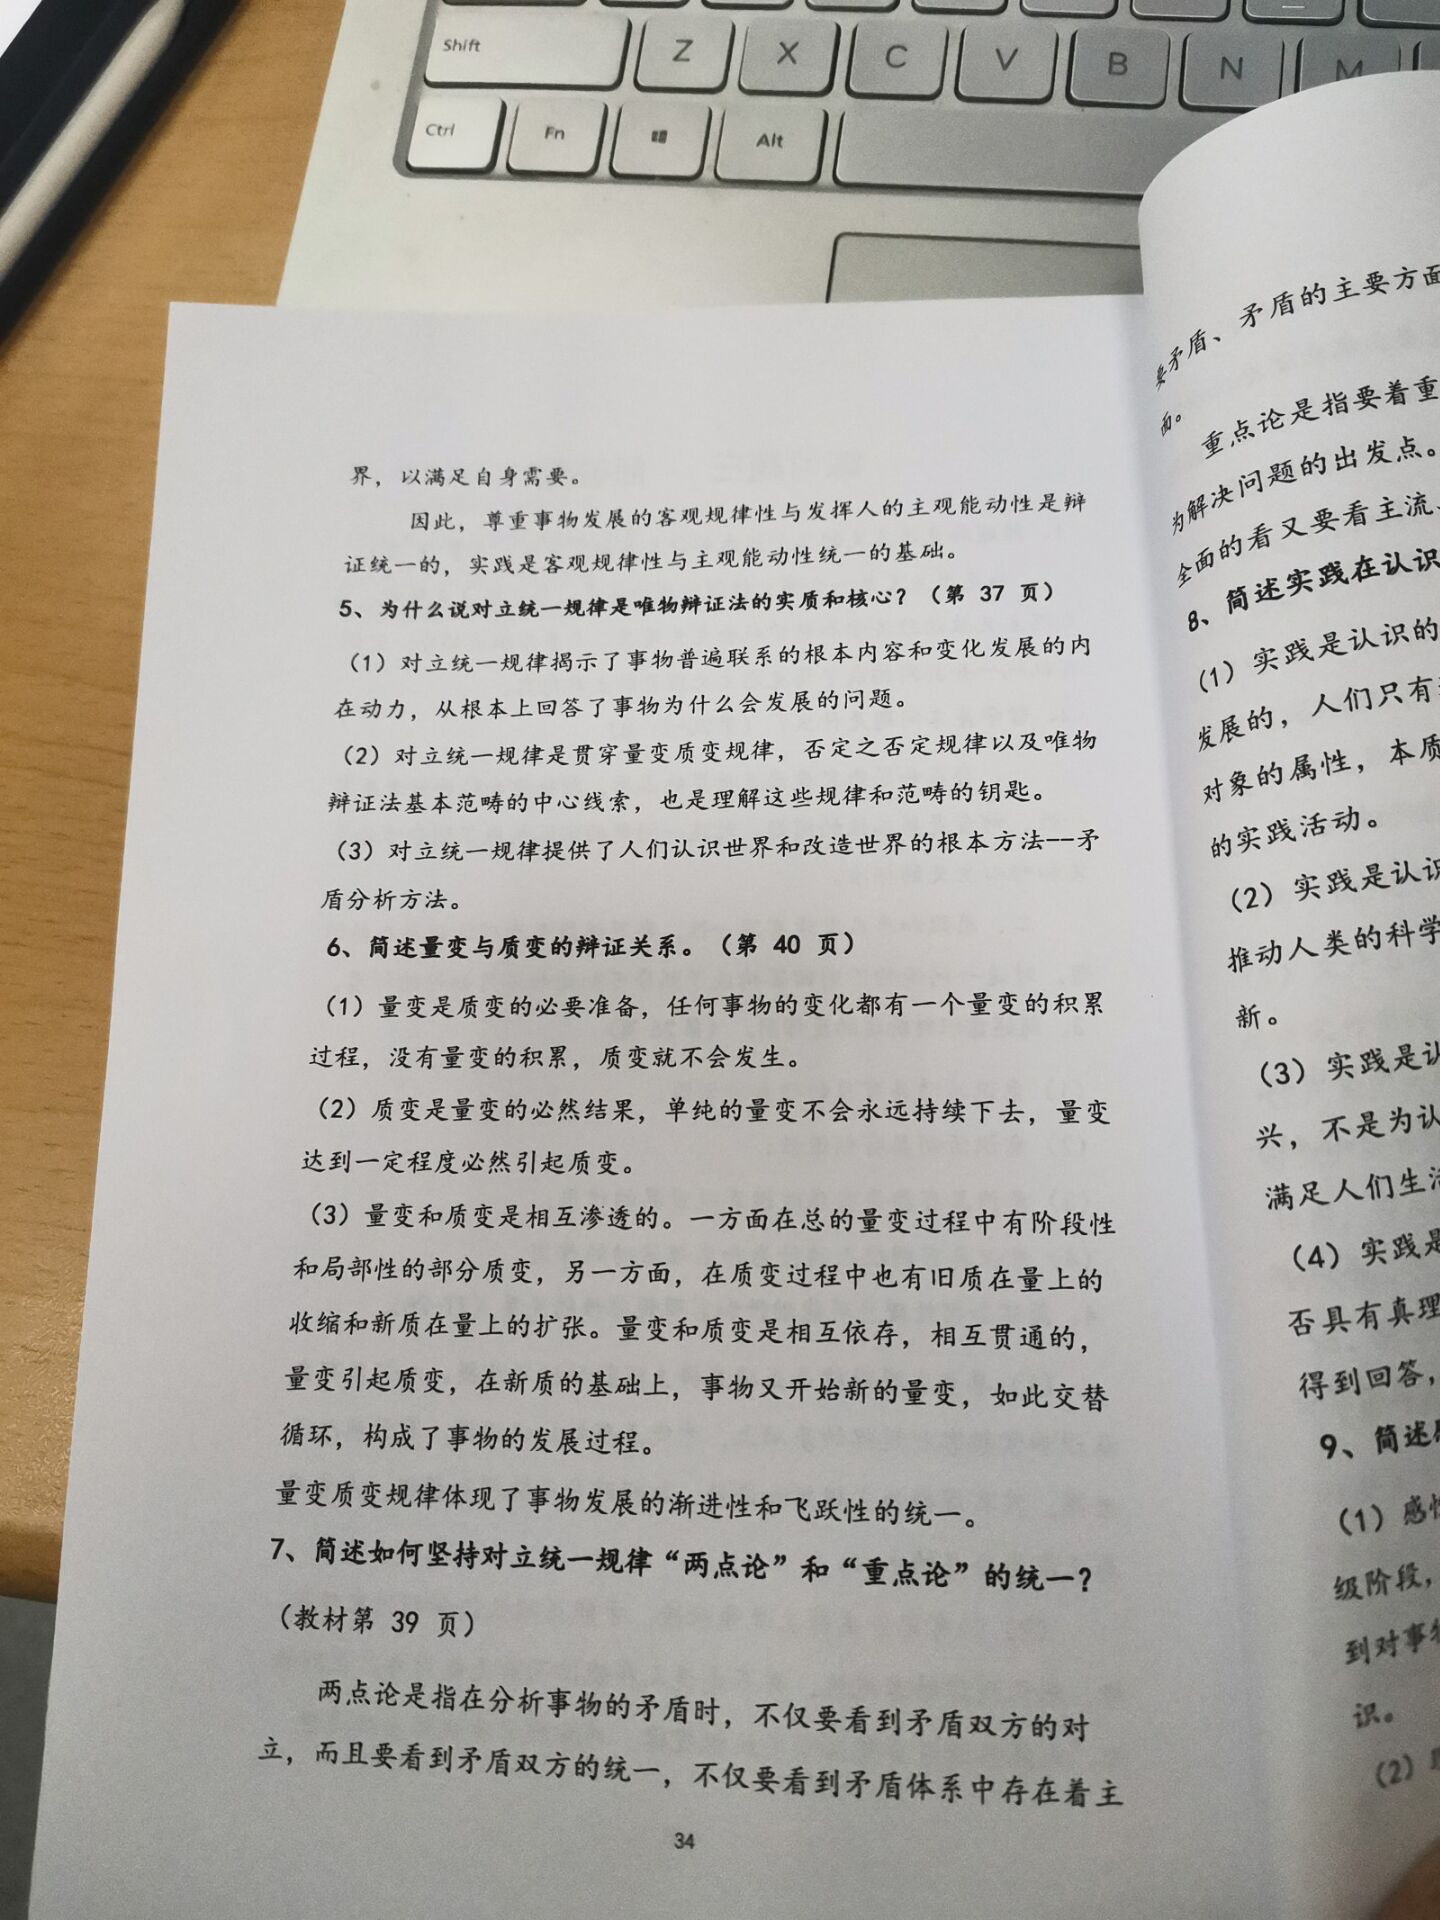 Shift
Z
X
C
V
B
N
M
Ctrl
Fn
Alt
界，以满足自身需要。
因此，尊重事物发展的客观规律性与发挥人的主观能动性是辩
证统一的，实践是客观规律性与主观能动性统一的基础。
5、为什么说对立统一规律是唯物辩证法的实质和核心？（第 37 页）
（1）对立统一规律揭示了事物普遍联系的根本内容和变化发展的内
在动力，从根本上回答了事物为什么会发展的问题。
（2）对立统一规律是贯穿量变质变规律，否定之否定规律以及唯物
辩证法基本范畴的中心线索，也是理解这些规律和范畴的钥匙。
（3）对立统一规律提供了人们认识世界和改造世界的根本方法--矛
盾分析方法。
6、简述量变与质变的辩证关系。（第 40 页）
（1）量变是质变的必要准备，任何事物的变化都有一个量变的积累
过程，没有量变的积累，质变就不会发生。
（2）质变是量变的必然结果，单纯的量变不会永远持续下去，量变
达到一定程度必然引起质变。
（3）量变和质变是相互渗透的。一方面在总的量变过程中有阶段性
和局部性的部分质变，另一方面，在质变过程中也有旧质在量上的
收缩和新质在量上的扩张。量变和质变是相互依存，相互贯通的，
量变引起质变，在新质的基础上，事物又开始新的量变，如此交替
循环，构成了事物的发展过程。
量变质变规律体现了事物发展的渐进性和飞跃性的统一。
7、简述如何坚持对立统一规律“两点论”和“重点论”的统一？
（教材第 39 页）
两点论是指在分析事物的矛盾时，不仅要看到矛盾双方的对
立，而且要看到矛盾双方的统一，不仅要看到矛盾体系中存在着主
34
要矛盾、矛盾的主要方面
面。
重点论是指要着重
为解决问题的出发点。
全面的看又要看主流、
8、简述实践在认识
（1）实践是认识的
发展的，人们只有
对象的属性，本质
的实践活动。
（2）实践是认识
推动人类的科学
新。
（3）实践是认
兴，不是为认
满足人们生活
（4）实践是
否具有真理
得到回答，
9、简述
（1）感性
级阶段，
到对事物
识。
（2）